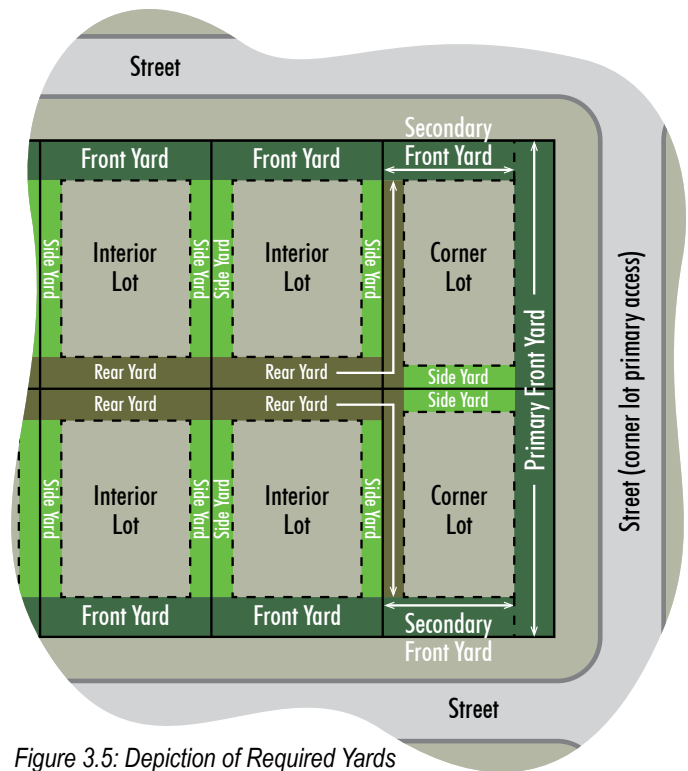 Street
Secondary
Front Yard
Front Yard
Front Yard
Side Yard
Interior
Lot
Side Yard
Side Yard
Interior
Lot
Side Yard
Corner
Lot
Rear Yard
Rear Yard
Side Yard
Rear Yard
Rear Yard
Side Yard
Primary Front Yard
Street (corner lot primary access)
Side Yard
Interior
Lot
Side Yard
Side Yard
Interior
Lot
Side Yard
Corner
Lot
Front Yard
Front Yard
Secondary
Front Yard
Street
Figure 3.5: Depiction of Required Yards